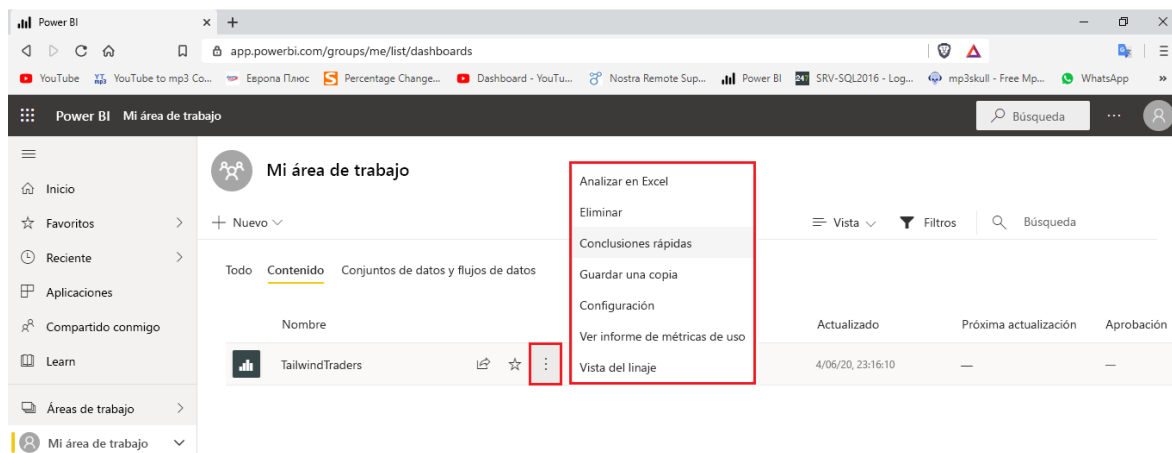 Power BI
app.powerbi.com/groups/me/list/dashboards
YouTube YouTube to mp3 Co... Европа Плюс Percentage Change... Dashboard - YouTu... Nostra Remote Sup... Power BI SRV-SQL2016 - Log... mp3skull - Free Mp... WhatsApp »
Power BI Mi área de trabajo Búsqueda ...
Mi área de trabajo
Inicio
Favoritos
Reciente
Aplicaciones
Compartido conmigo
Learn
Áreas de trabajo
Mi área de trabajo
+ Nuevo Vista Filtros Búsqueda
Todo Contenido Conjuntos de datos y flujos de datos
Analizar en Excel
Eliminar
Conclusiones rápidas
Guardar una copia
Configuración
Ver informe de métricas de uso
Vista del linaje
Nombre Actualizado Próxima actualización Aprobación
TailwindTraders 4/06/20, 23:16:10 — —